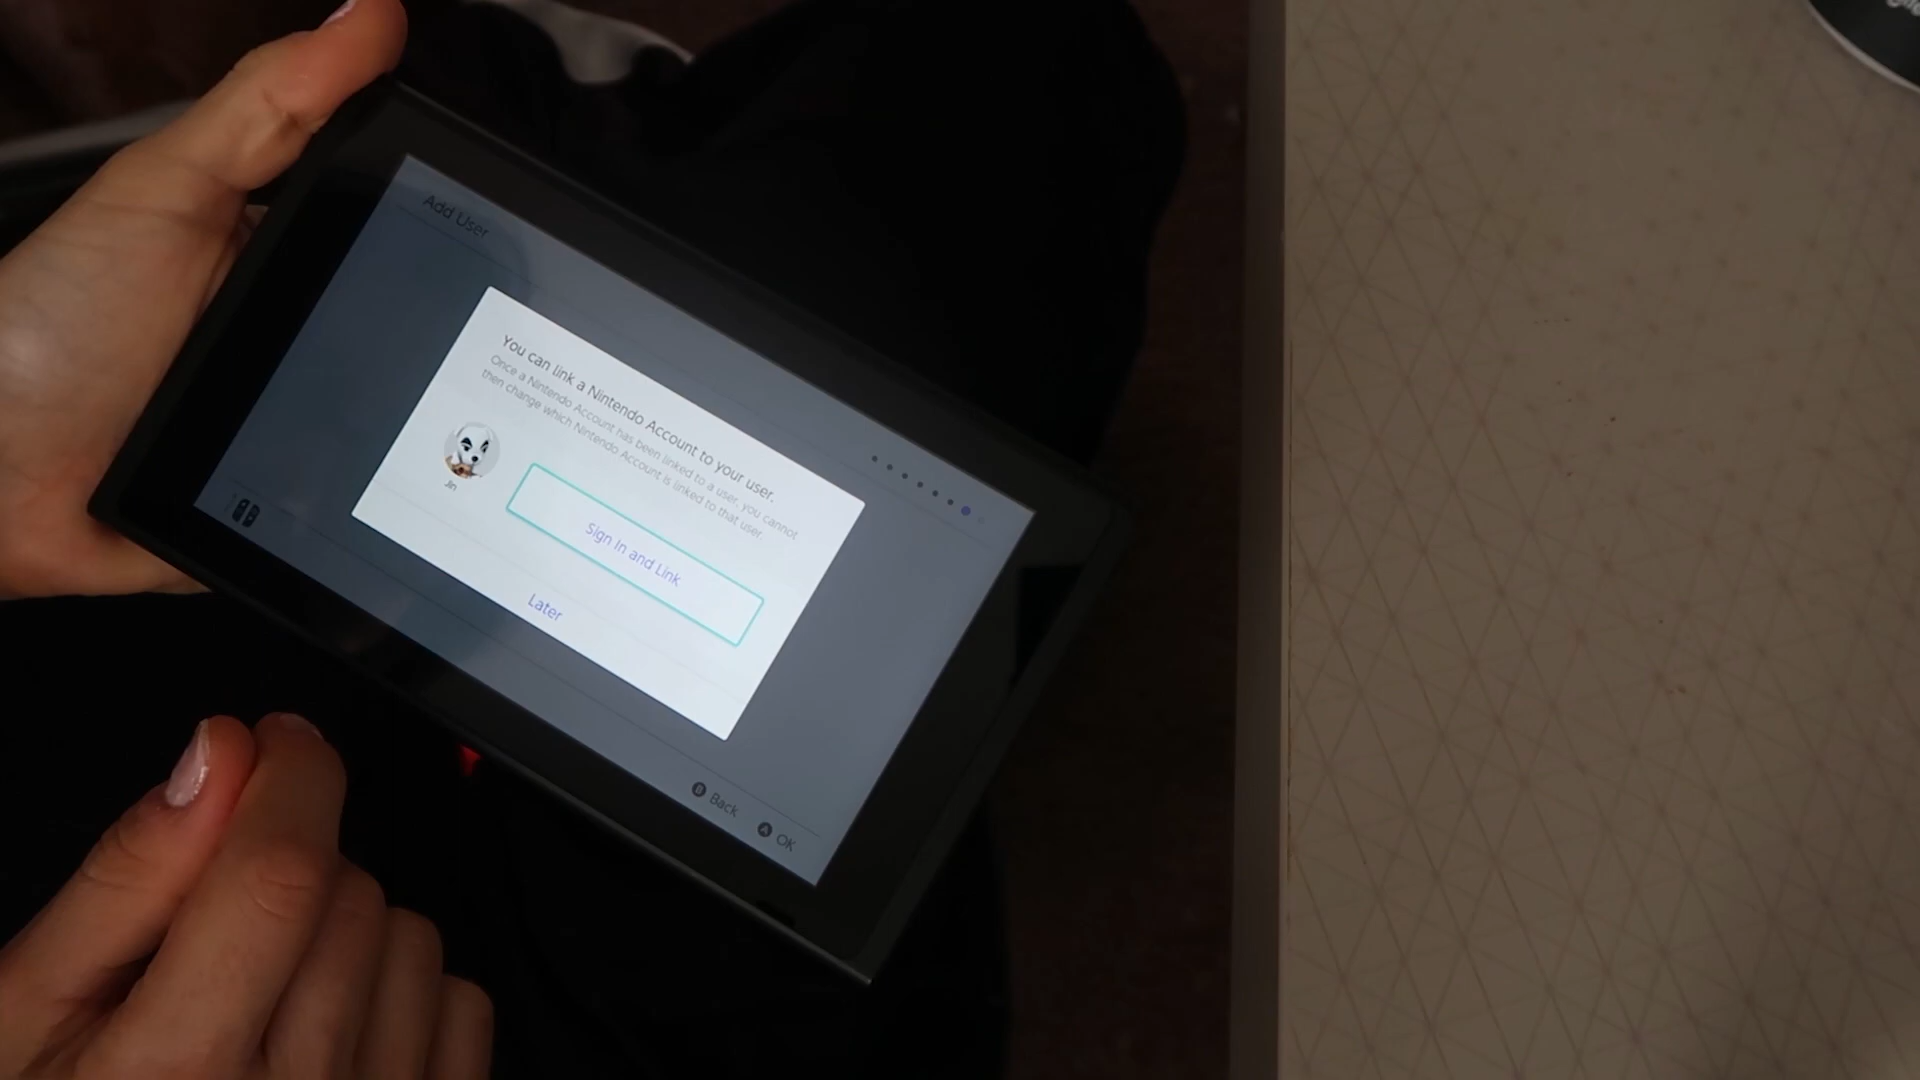 Add User
You can link a Nintendo Account to your user.
Once a Nintendo Account has been linked to a user, you cannot
then change which Nintendo Account is linked to that user.
Jin
Sign In and Link
Later
B Back
A OK